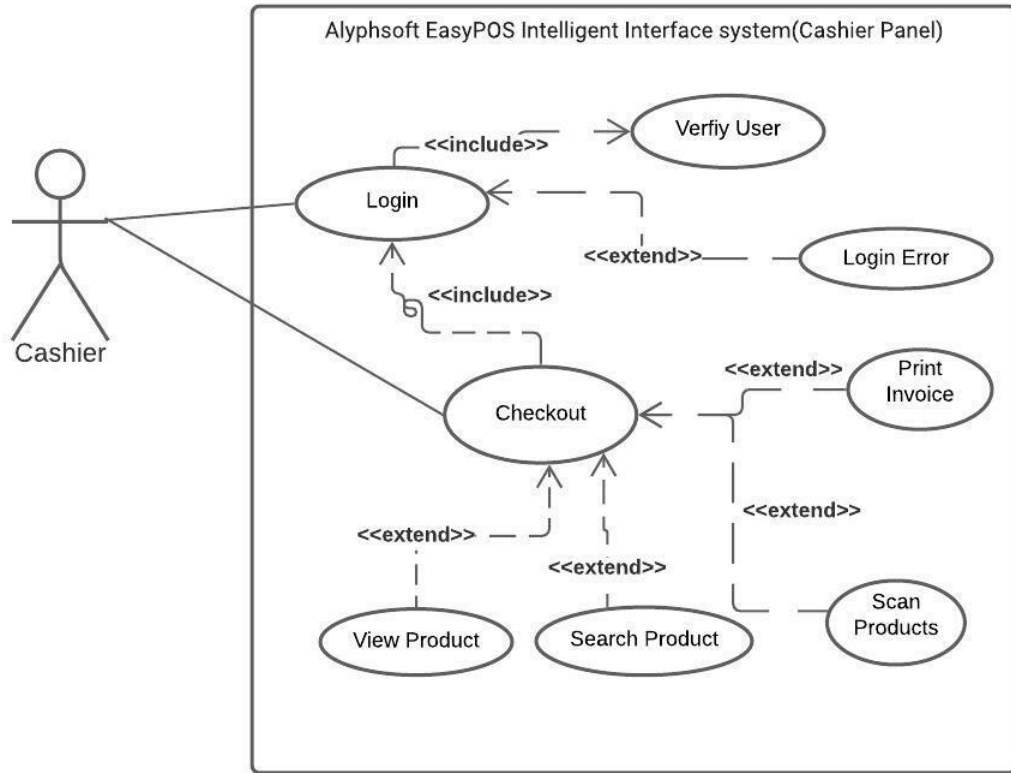 Alyphsoft EasyPOS Intelligent Interface system(Cashier Panel)
Verfiy User
<<include>>
Login
<<extend>>
Login Error
<<include>>
Cashier
<<extend>>
Print
Invoice
Checkout
<<extend>>
<<extend>>
<<extend>>
Scan
Products
View Product
Search Product